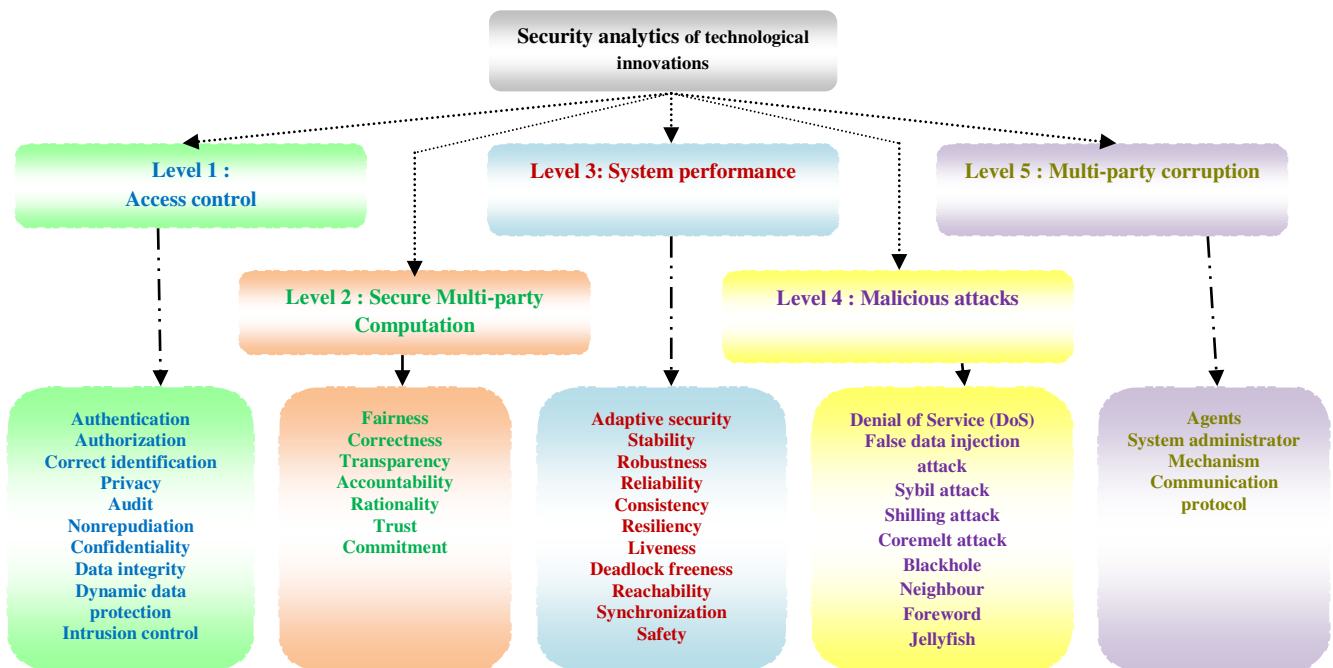 Security analytics of technological
innovations
Level 1 :
Access control
Level 2 : Secure Multi-party
Computation
Level 3: System performance
Level 4 : Malicious attacks
Level 5 : Multi-party corruption
Authentication
Authorization
Correct identification
Privacy
Audit
Nonrepudiation
Confidentiality
Data integrity
Dynamic data
protection
Intrusion control
Fairness
Correctness
Transparency
Accountability
Rationality
Trust
Commitment
Adaptive security
Stability
Robustness
Reliability
Consistency
Resiliency
Liveness
Deadlock freeness
Reachability
Synchronization
Safety
Denial of Service (DoS)
False data injection
attack
Sybil attack
Shilling attack
Coremelt attack
Blackhole
Neighbour
Foreword
Jellyfish
Agents
System administrator
Mechanism
Communication
protocol